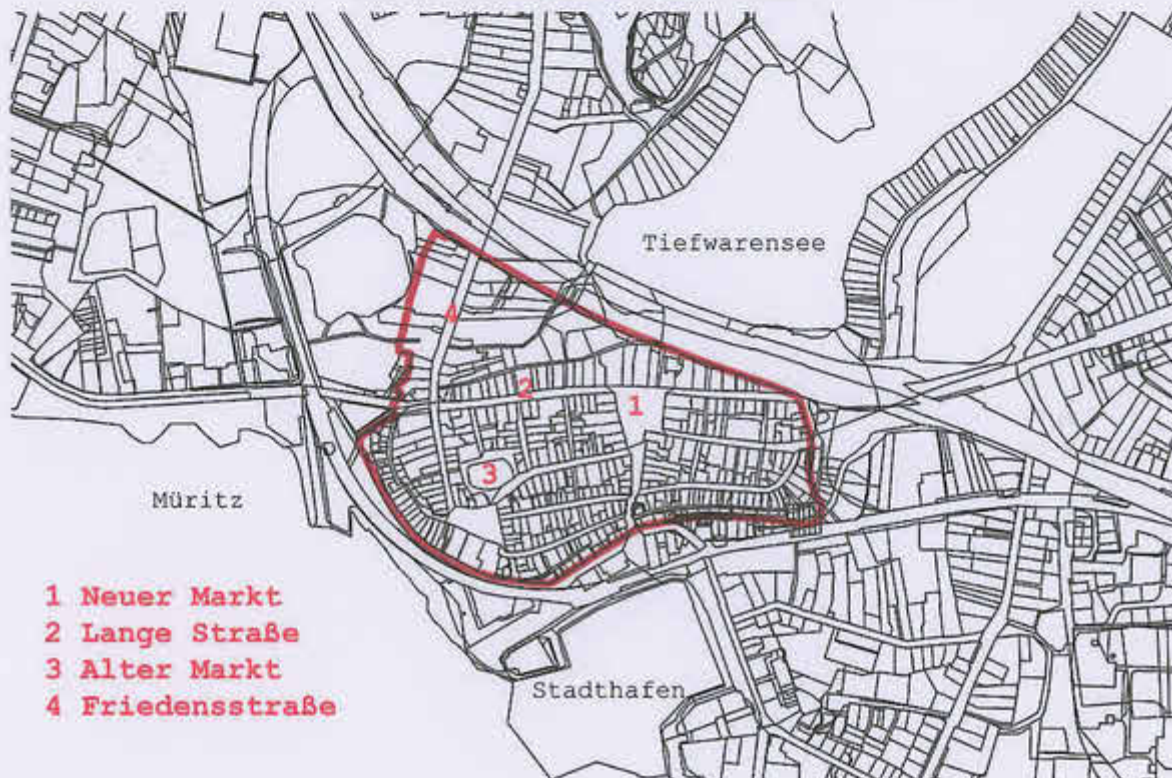 Tiefwarensee
4
2
1
3
Müritz
1 Neuer Markt
2 Lange Straße
3 Alter Markt
4 Friedensstraße
Stadthafen